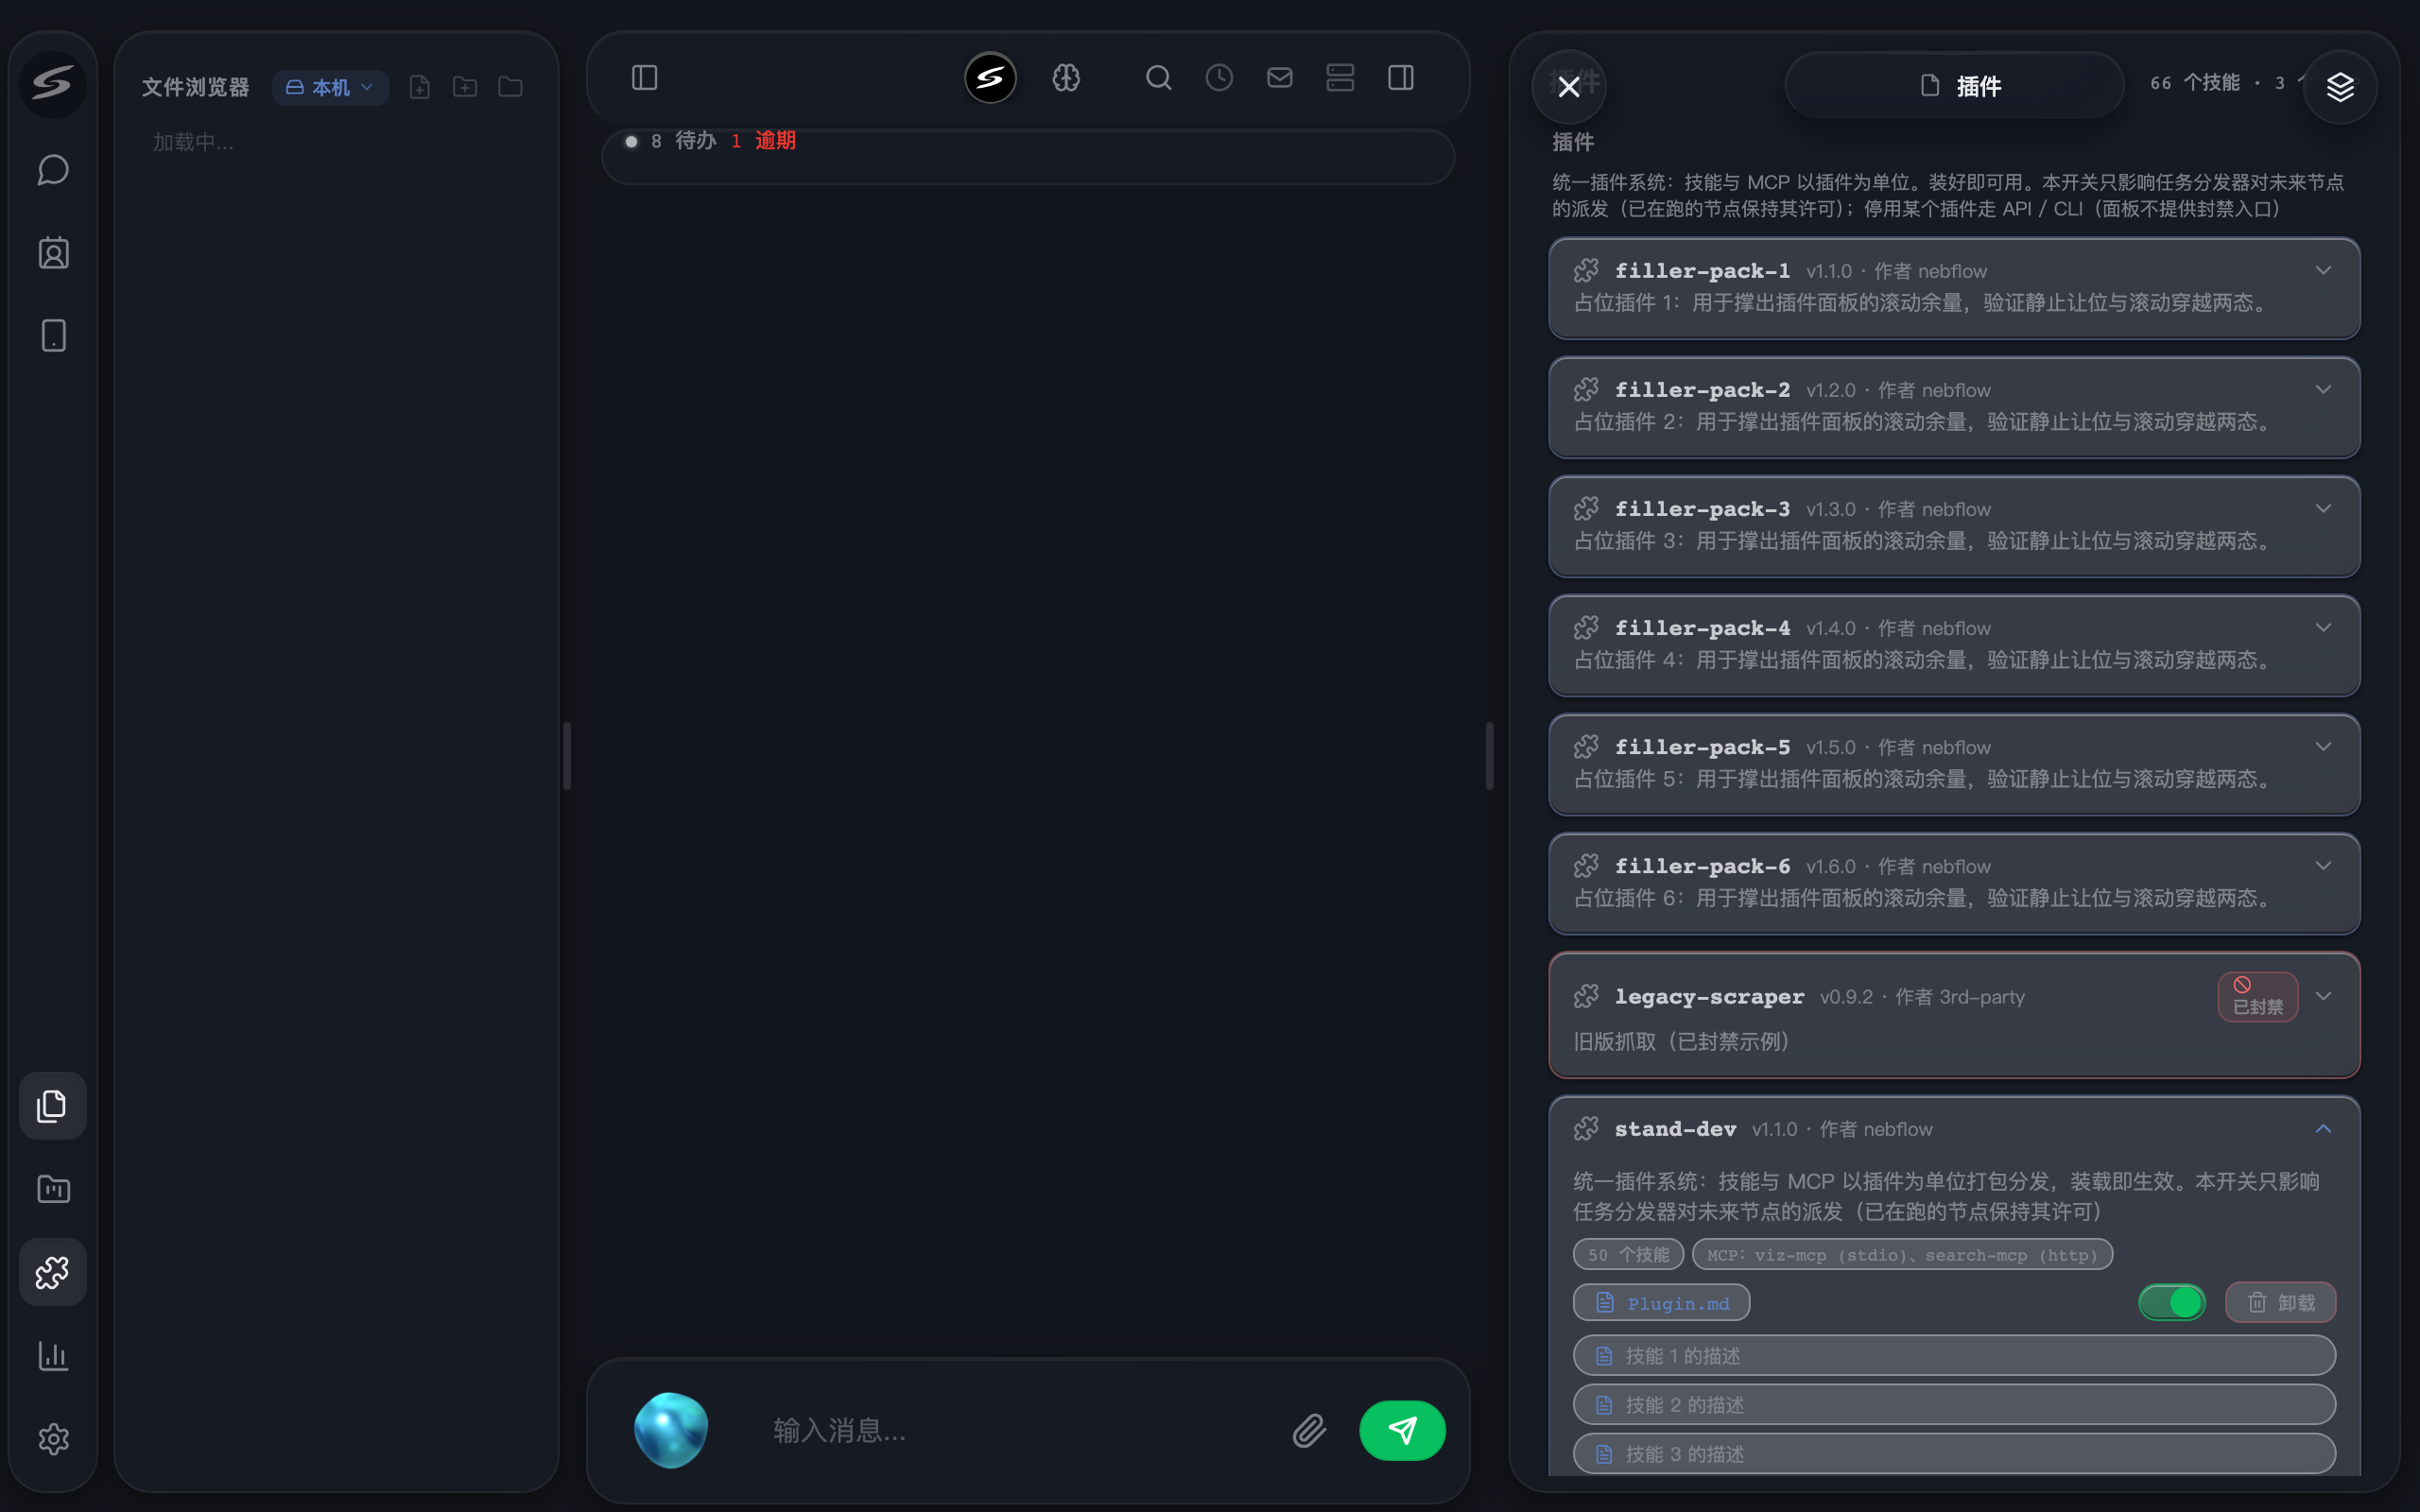 文件浏览器
本机
加载中...
8 待办 1 逾期
输入消息...
插件
插件
66 个技能 · 3 个
插件
统一插件系统：技能与 MCP 以插件为单位。装好即可用。本开关只影响任务分发器对未来节点
的派发（已在跑的节点保持其许可）；停用某个插件走 API / CLI（面板不提供封禁入口）
filler-pack-1 v1.1.0 · 作者 nebflow
占位插件 1：用于撑出插件面板的滚动余量，验证静止让位与滚动穿越两态。
filler-pack-2 v1.2.0 · 作者 nebflow
占位插件 2：用于撑出插件面板的滚动余量，验证静止让位与滚动穿越两态。
filler-pack-3 v1.3.0 · 作者 nebflow
占位插件 3：用于撑出插件面板的滚动余量，验证静止让位与滚动穿越两态。
filler-pack-4 v1.4.0 · 作者 nebflow
占位插件 4：用于撑出插件面板的滚动余量，验证静止让位与滚动穿越两态。
filler-pack-5 v1.5.0 · 作者 nebflow
占位插件 5：用于撑出插件面板的滚动余量，验证静止让位与滚动穿越两态。
filler-pack-6 v1.6.0 · 作者 nebflow
占位插件 6：用于撑出插件面板的滚动余量，验证静止让位与滚动穿越两态。
legacy-scraper v0.9.2 · 作者 3rd-party
已封禁
旧版抓取（已封禁示例）
stand-dev v1.1.0 · 作者 nebflow
统一插件系统：技能与 MCP 以插件为单位打包分发，装载即生效。本开关只影响
任务分发器对未来节点的派发（已在跑的节点保持其许可）
50 个技能 MCP: viz-mcp (stdio)、search-mcp (http)
Plugin.md
卸载
技能 1 的描述
技能 2 的描述
技能 3 的描述